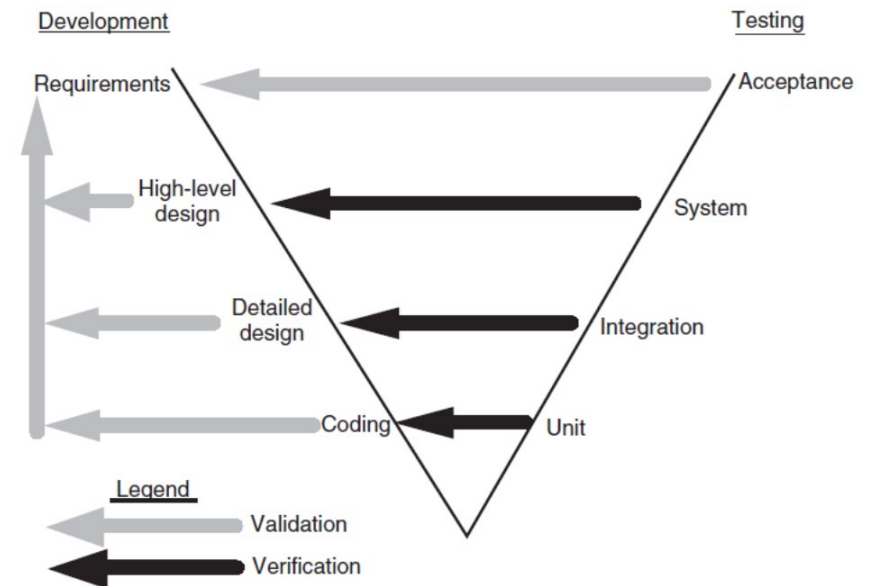 Development
Testing
Requirements
Acceptance
High-level
design
System
Detailed
design
Integration
Coding
Unit
Legend
Validation
Verification